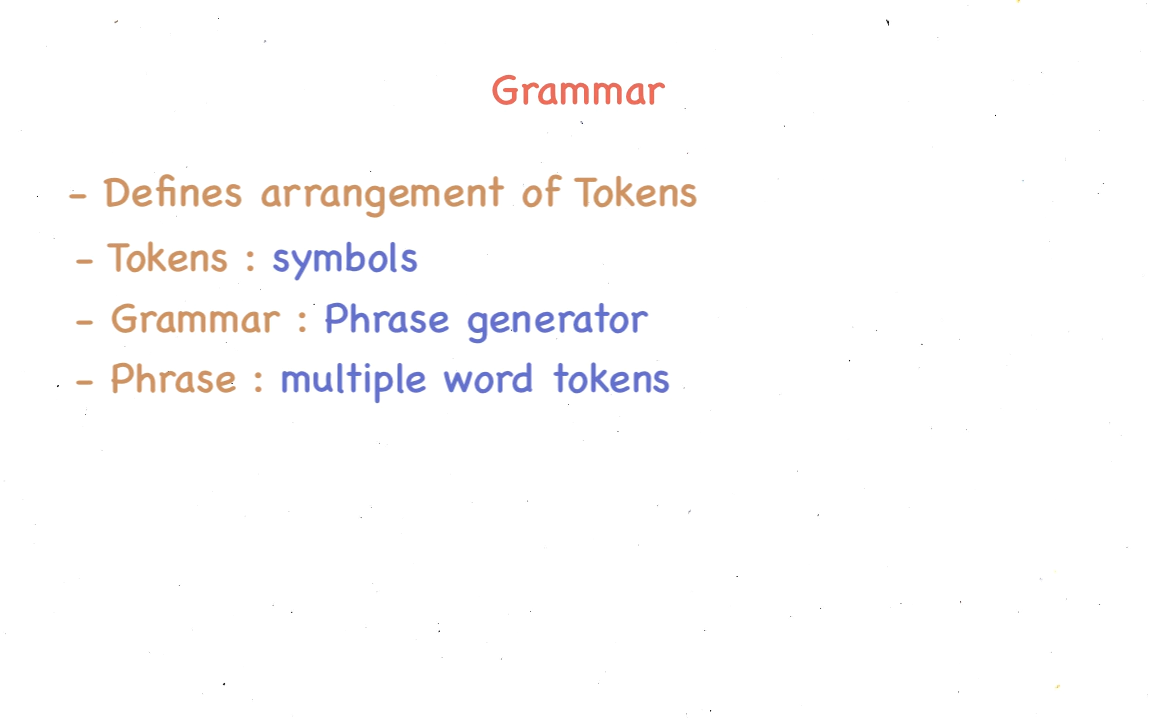 Grammar
- Defines arrangement of Tokens
- Tokens : symbols
- Grammar : Phrase generator
- Phrase : multiple word tokens